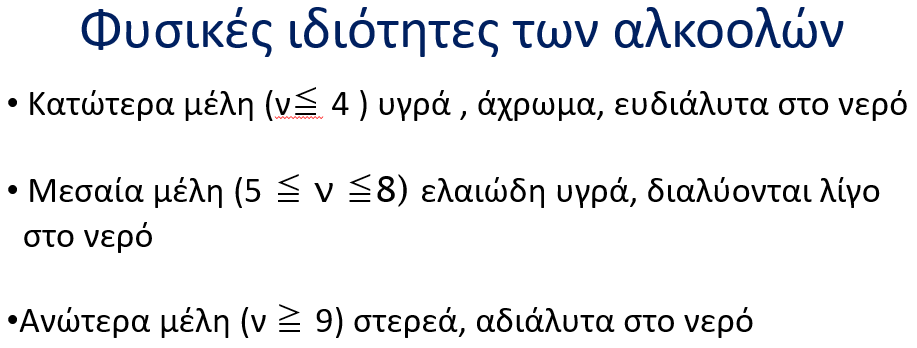 Φυσικές ιδιότητες των αλκοολών
• Κατώτερα μέλη (ν≦ 4 ) υγρά , άχρωμα, ευδιάλυτα στο νερό
• Μεσαία μέλη (5 ≦ ν ≦8) ελαιώδη υγρά, διαλύονται λίγο
στο νερό
•Ανώτερα μέλη (ν ≧ 9) στερεά, αδιάλυτα στο νερό